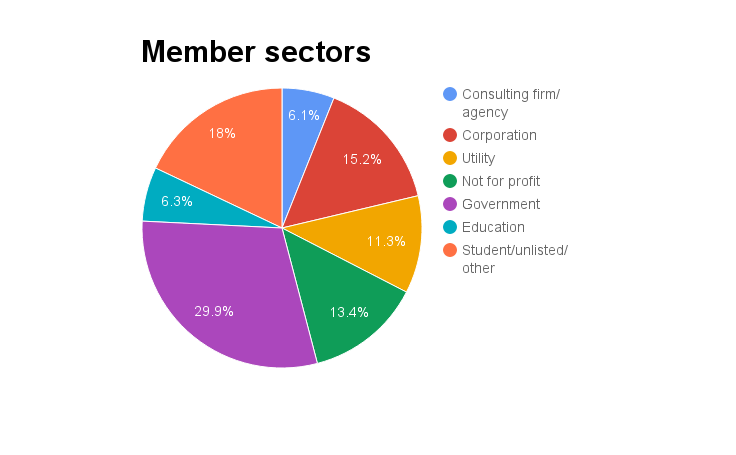 Member sectors
6.1%
15.2%
11.3%
13.4%
29.9%
6.3%
18%
Consulting firm/
agency
Corporation
Utility
Not for profit
Government
Education
Student/unlisted/
other